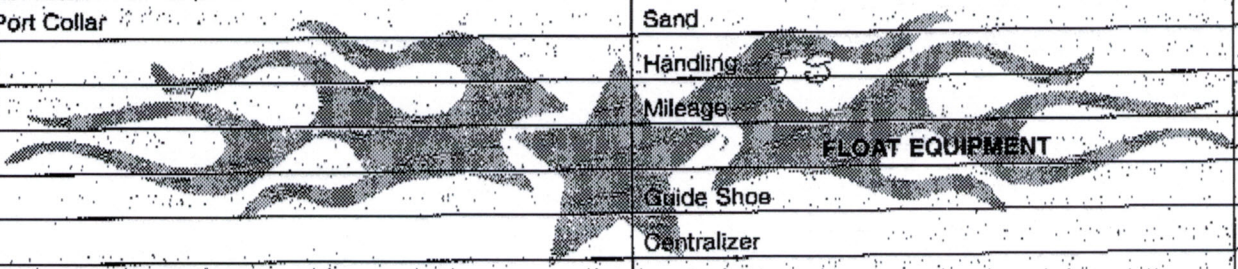 Port Collar
Sand
Handling
Mileage
FLOAT EQUIPMENT
Guide Shoe
Centralizer